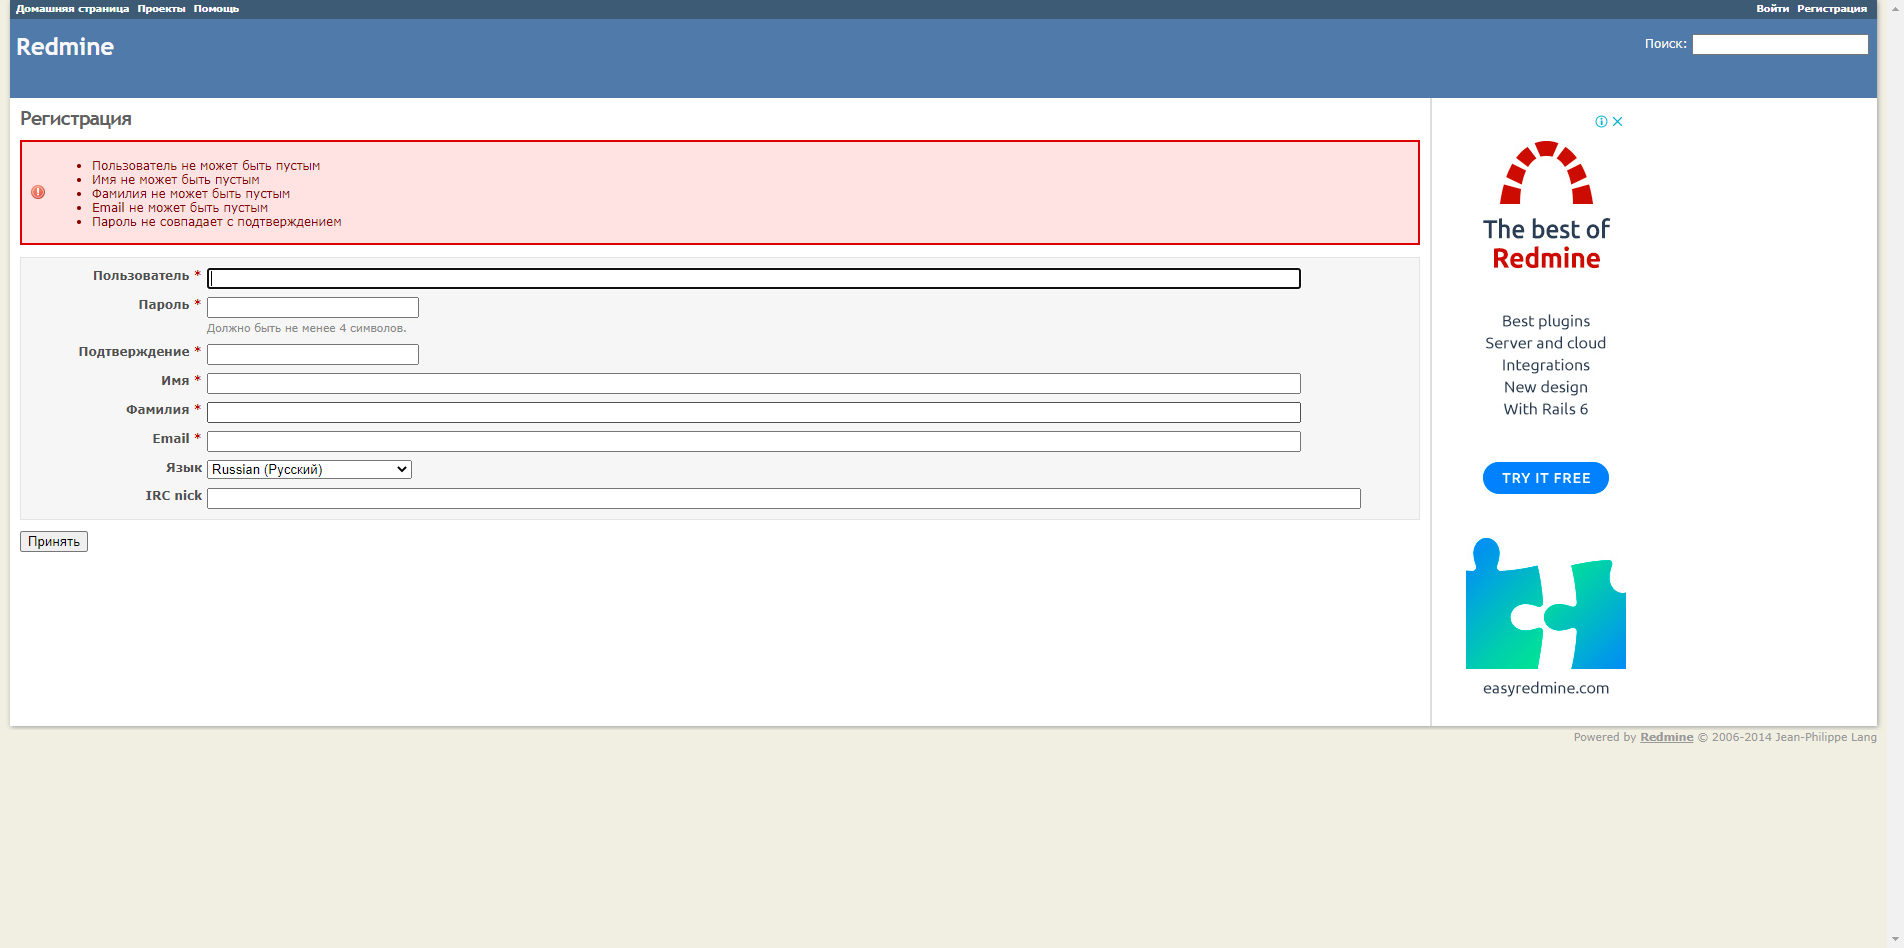 Домашняя страница Проекты Помощь Войти Регистрация
Redmine
Поиск:
Регистрация
Пользователь не может быть пустым
Имя не может быть пустым
Фамилия не может быть пустым
Email не может быть пустым
Пароль не совпадает с подтверждением
Пользователь *
Пароль *
Должно быть не менее 4 символов.
Подтверждение *
Имя *
Фамилия *
Email *
Язык Russian (Русский)
IRC nick
Принять
The best of
Redmine
Best plugins
Server and cloud
Integrations
New design
With Rails 6
TRY IT FREE
easyredmine.com
Powered by Redmine © 2006-2014 Jean-Philippe Lang